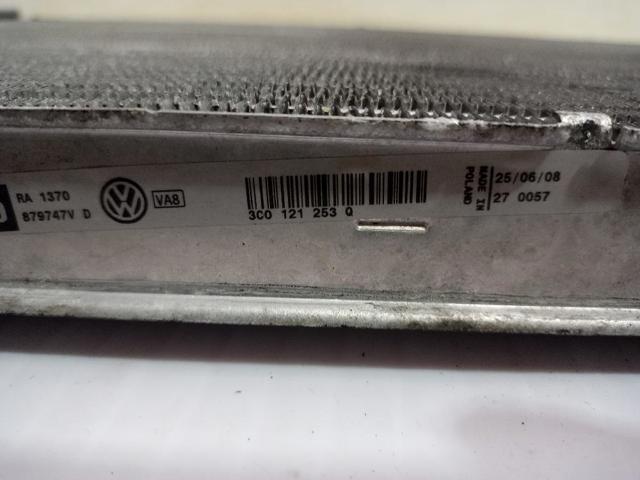 RA 1370
879747V D
VA8
3C0 121 253 Q
MADE IN
POLAND
25/06/08
27 0057